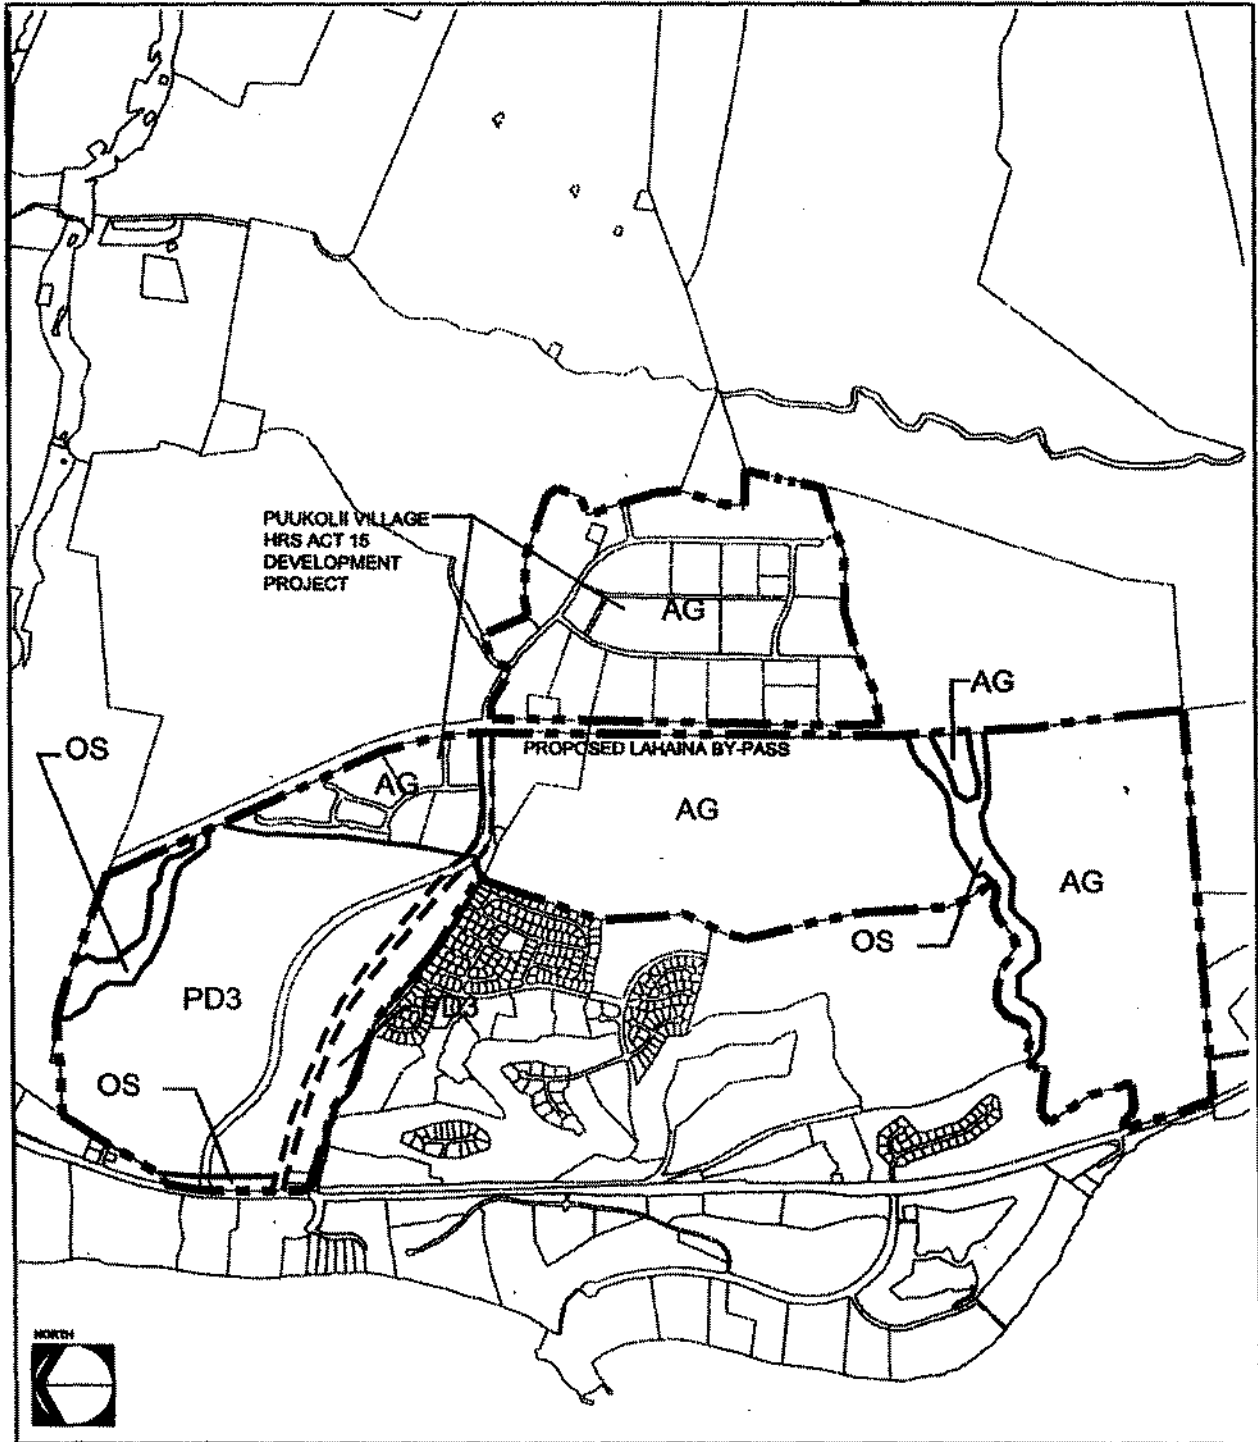 PUUKOLII VILLAGE
HRS ACT 15
DEVELOPMENT
PROJECT
AG
AG
OS
PROPOSED LAHAINA BY-PASS
AG
AG
AG
OS
PD3
PD3
OS
NORTH